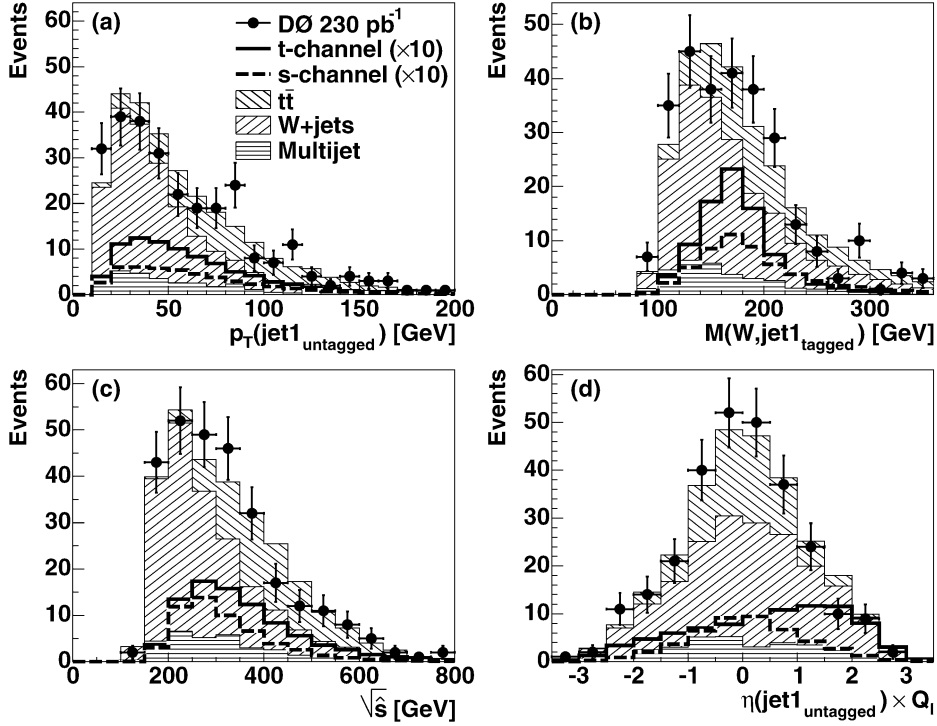 (a)
DØ 230 pb-1
t-channel (×10)
s-channel (×10)
tt̄
W+jets
Multijet
Events
60
50
40
30
20
10
0
0 50 100 150 200
pT(jet1untagged) [GeV]
(b)
Events
50
40
30
20
10
0
0 100 200 300
M(W,jet1tagged) [GeV]
(c)
Events
60
50
40
30
20
10
0
0 200 400 600 800
√ŝ [GeV]
(d)
Events
60
50
40
30
20
10
0
-3 -2 -1 0 1 2 3
η(jet1untagged) × Ql